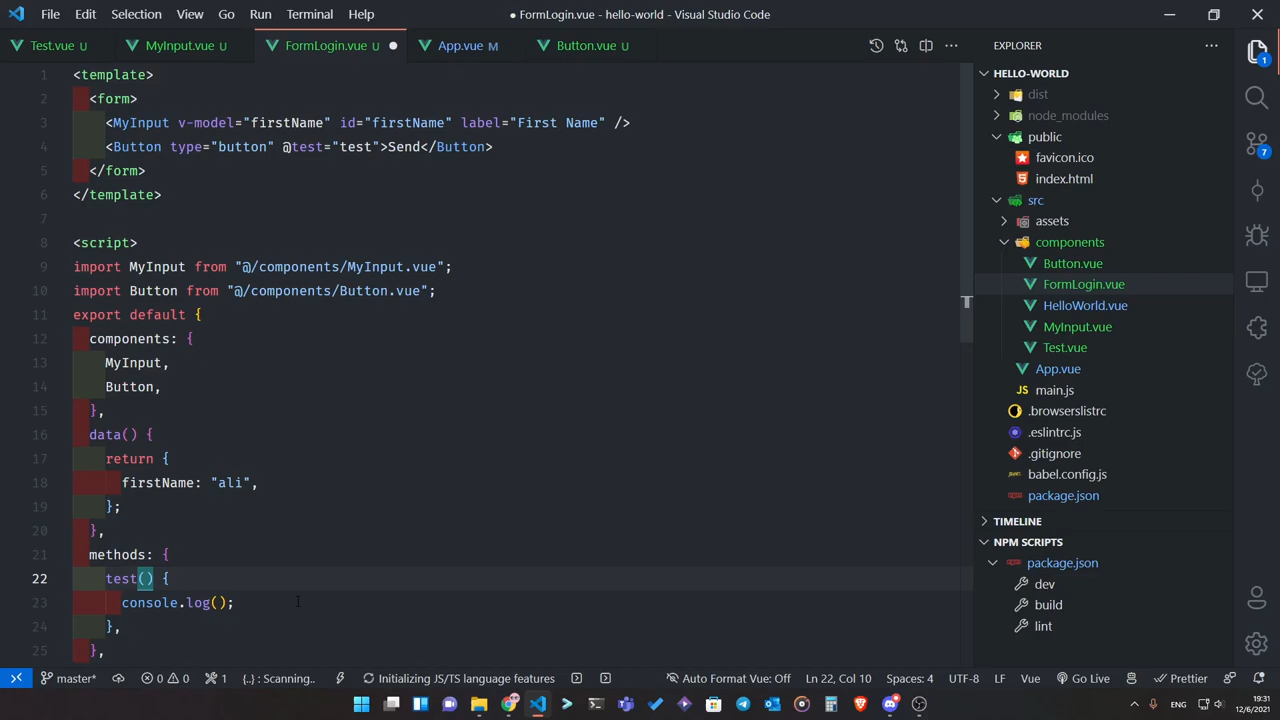 File Edit Selection View Go Run Terminal Help
● FormLogin.vue - hello-world - Visual Studio Code
Test.vue U
MyInput.vue U
FormLogin.vue U
App.vue M
Button.vue U
1 <template>
2 <form>
3 <MyInput v-model="firstName" id="firstName" label="First Name" />
4 <Button type="button" @test="test">Send</Button>
5 </form>
6 </template>
7
8 <script>
9 import MyInput from "@/components/MyInput.vue";
10 import Button from "@/components/Button.vue";
11 export default {
12 components: {
13 MyInput,
14 Button,
15 },
16 data() {
17 return {
18 firstName: "ali",
19 };
20 },
21 methods: {
22 test() {
23 console.log();
24 },
25 },
EXPLORER
HELLO-WORLD
dist
node_modules
public
favicon.ico
index.html
src
assets
components
Button.vue
FormLogin.vue
HelloWorld.vue
MyInput.vue
Test.vue
App.vue
JS main.js
.browserslistrc
.eslintrc.js
.gitignore
babel.config.js
package.json
TIMELINE
NPM SCRIPTS
package.json
dev
build
lint
1
7
master*
0 0
1
{..} : Scanning..
Initializing JS/TS language features
Auto Format Vue: Off
Ln 22, Col 10
Spaces: 4
UTF-8
LF
Vue
Go Live
Prettier
ENG
19:31
12/6/2021